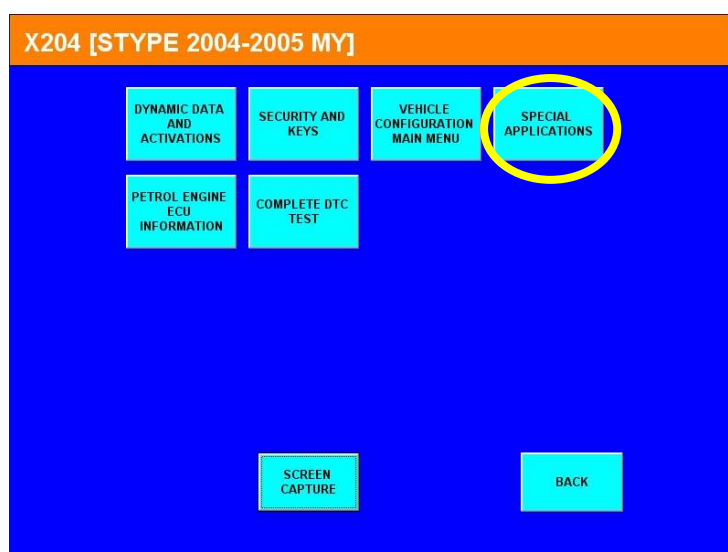 X204 [STYPE 2004-2005 MY]
DYNAMIC DATA
AND
ACTIVATIONS
SECURITY AND
KEYS
VEHICLE
CONFIGURATION
MAIN MENU
SPECIAL
APPLICATIONS
PETROL ENGINE
ECU
INFORMATION
COMPLETE DTC
TEST
SCREEN
CAPTURE
BACK